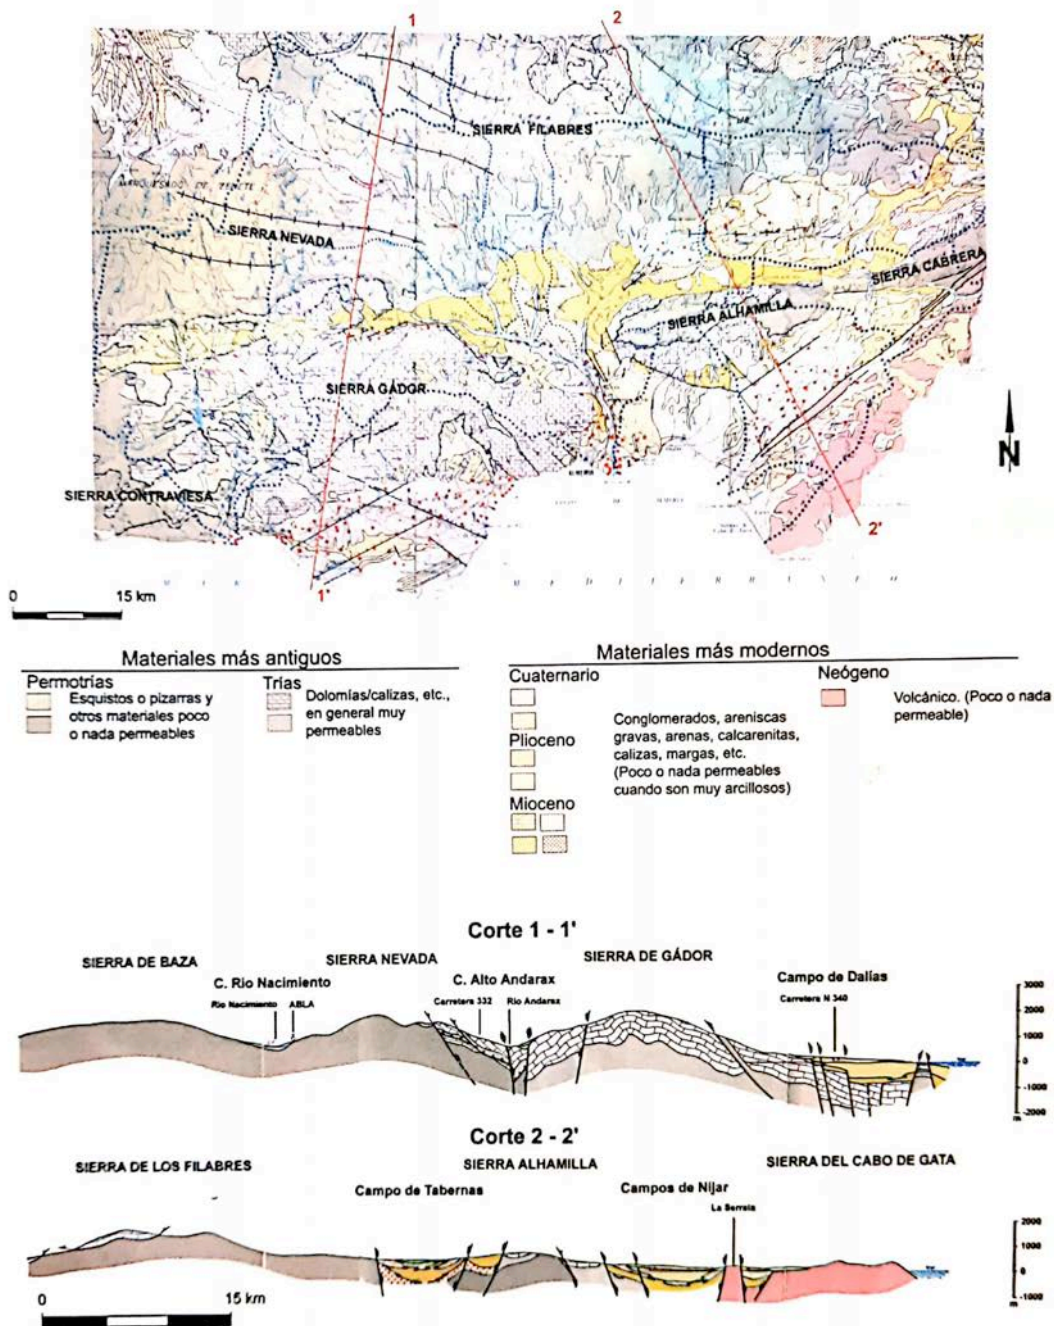 1
2
SIERRA FILABRES
SIERRA NEVADA
SIERRA CABRERA
SIERRA ALHAMILLA
SIERRA GÁDOR
SIERRA CONTRAVIESA
N
2'
1'
0 15 km
Materiales más antiguos
Permotrías
Esquistos o pizarras y
otros materiales poco
o nada permeables
Trías
Dolomías/calizas, etc.,
en general muy
permeables
Materiales más modernos
Cuaternario
Plioceno
Mioceno
Conglomerados, areniscas
gravas, arenas, calcarenitas,
calizas, margas, etc.
(Poco o nada permeables
cuando son muy arcillosos)
Neógeno
Volcánico. (Poco o nada
permeable)
Corte 1 - 1'
SIERRA DE BAZA
SIERRA NEVADA
SIERRA DE GÁDOR
C. Rio Nacimiento
C. Alto Andarax
Campo de Dalías
Rio Nacimiento
ABLA
Carretera 332
Rio Andarax
Carretera N 340
3000
2000
1000
0
-1000
-2000
m
Corte 2 - 2'
SIERRA DE LOS FILABRES
SIERRA ALHAMILLA
SIERRA DEL CABO DE GATA
Campo de Tabernas
Campos de Nijar
La Serrata
2000
1000
0
-1000
m
0 15 km